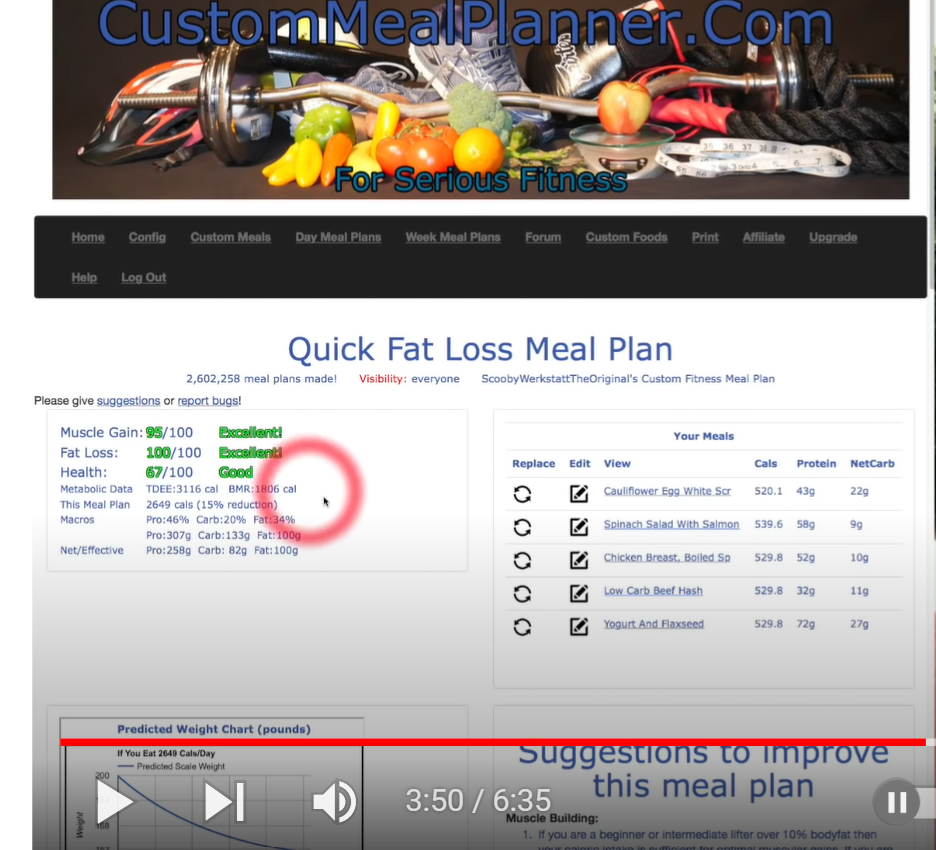 CustomMealPlanner.Com
35 36 37 38
For Serious Fitness
Home Config Custom Meals Day Meal Plans Week Meal Plans Forum Custom Foods Print Affiliate Upgrade
Help Log Out
Quick Fat Loss Meal Plan
2,602,258 meal plans made! Visibility: everyone ScoobyWerkstattTheOriginal's Custom Fitness Meal Plan
Please give suggestions or report bugs!
Muscle Gain: 95/100 Excellent!
Fat Loss: 100/100 Excellent!
Health: 67/100 Good
Metabolic Data TDEE:3116 cal BMR:1806 cal
This Meal Plan 2649 cals (15% reduction)
Macros Pro:46% Carb:20% Fat:34%
Pro:307g Carb:133g Fat:100g
Net/Effective Pro:258g Carb: 82g Fat:100g
Your Meals
Replace Edit View Cals Protein NetCarb
Cauliflower Egg White Scr 520.1 43g 22g
Spinach Salad With Salmon 539.6 58g 9g
Chicken Breast, Boiled Sp 529.8 52g 10g
Low Carb Beef Hash 529.8 32g 11g
Yogurt And Flaxseed 529.8 72g 27g
Predicted Weight Chart (pounds)
If You Eat 2649 Cals/Day
Predicted Scale Weight
200
Weight
Suggestions to improve
this meal plan
3:50 / 6:35
Muscle Building:
1. If you are a beginner or intermediate lifter over 10% bodyfat then